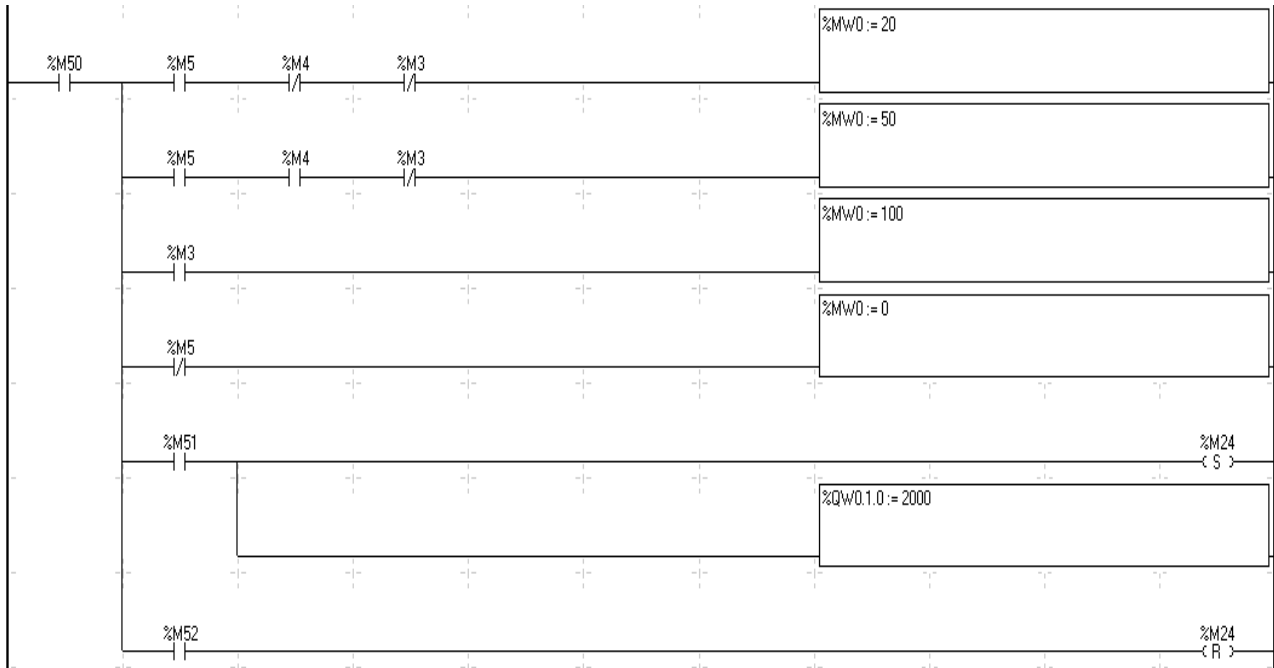 %MW0 := 20
%M50 %M5 %M4 %M3
%MW0 := 50
%M5 %M4 %M3
%MW0 := 100
%M3
%MW0 := 0
%M5
%M51 %M24
S
%QW0.1.0 := 2000
%M52 %M24
R